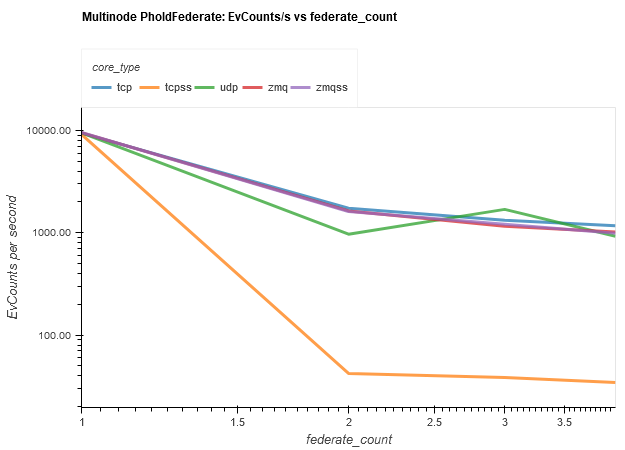 Multinode PholdFederate: EvCounts/s vs federate_count
core_type
tcp tcpss udp zmq zmqss
10000.00
1000.00
100.00
EvCounts per second
1 1.5 2 2.5 3 3.5
federate_count